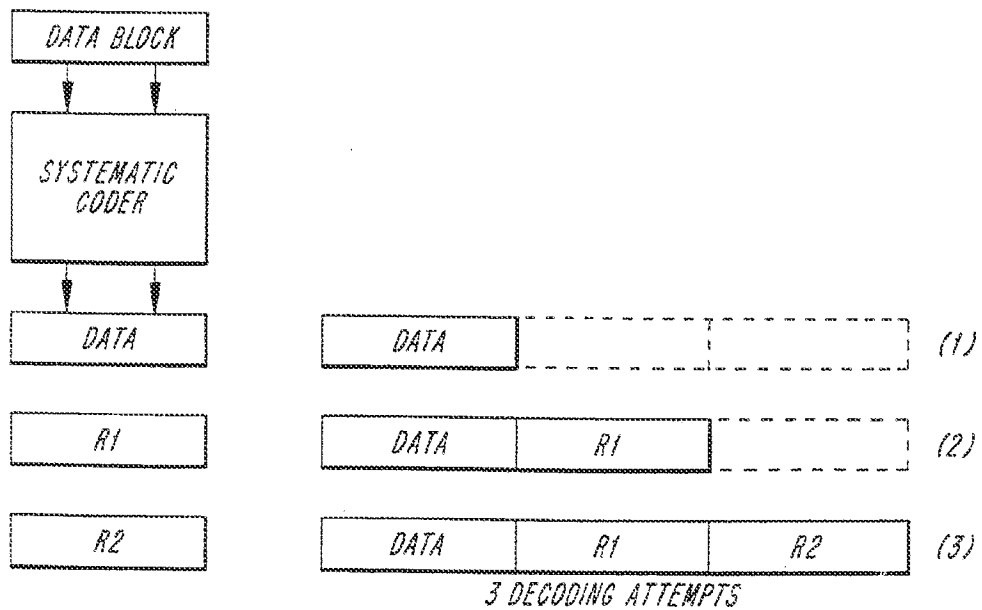 DATA BLOCK
SYSTEMATIC
CODER
DATA
DATA
(1)
R1
DATA R1
(2)
R2
DATA R1 R2
(3)
3 DECODING ATTEMPTS